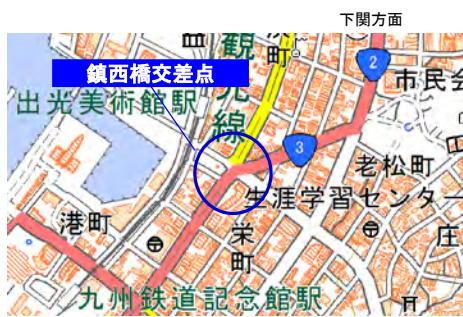 下関方面
観光線
町
2
市民会
鎮西橋交差点
出光美術館駅
3
老松町
生涯学習センター
港町
栄町
庄
九州鉄道記念館駅